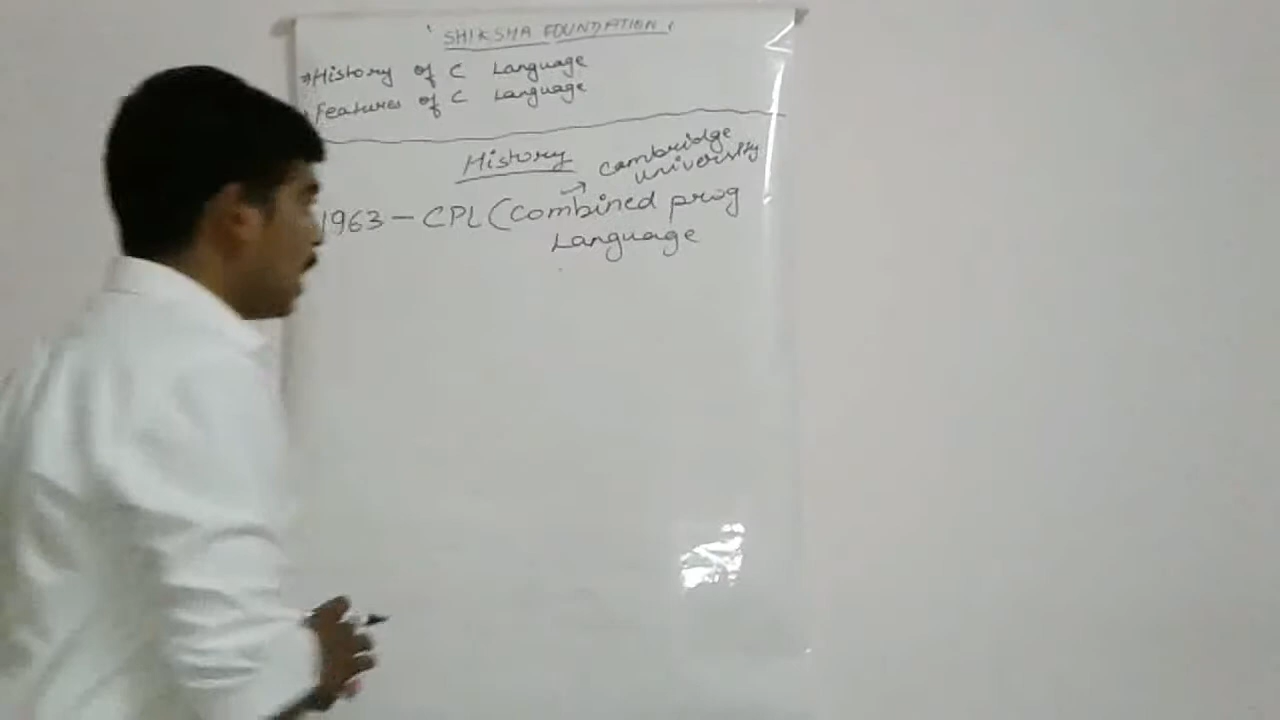 ' SHIKSHA FOUNDATION '
→History of C Language
Features of C Language
History
→ cambridge
university
1963 - CPL (combined prog
Language